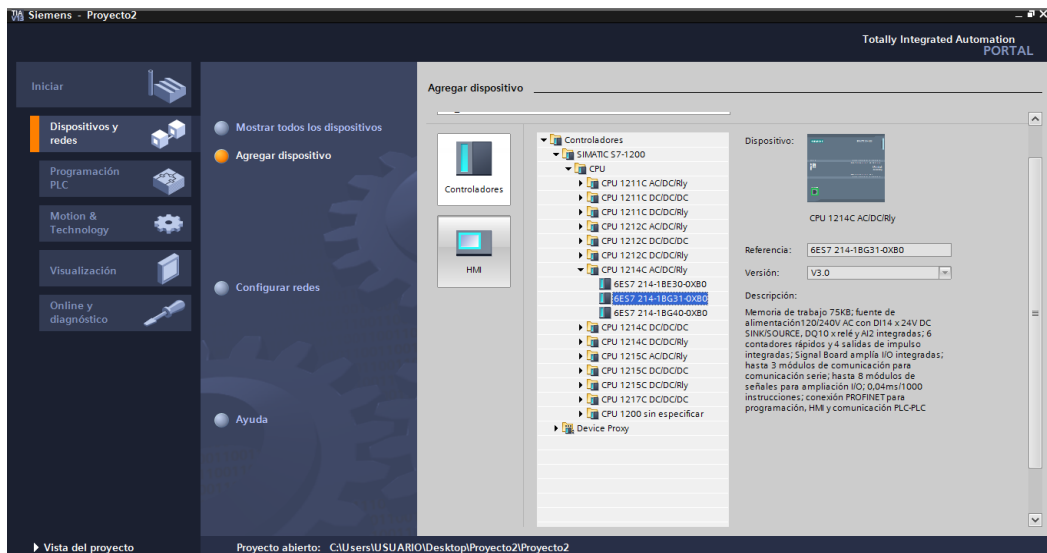 Siemens - Proyecto2
Totally Integrated Automation
PORTAL
Iniciar
Dispositivos y
redes
Programación
PLC
Motion &
Technology
Visualización
Online y
diagnóstico
Mostrar todos los dispositivos
Agregar dispositivo
Configurar redes
Ayuda
Agregar dispositivo
Controladores
HMI
Controladores
SIMATIC S7-1200
CPU
CPU 1211C AC/DC/Rly
CPU 1211C DC/DC/DC
CPU 1211C DC/DC/Rly
CPU 1212C AC/DC/Rly
CPU 1212C DC/DC/DC
CPU 1212C DC/DC/Rly
CPU 1214C AC/DC/Rly
6ES7 214-1BE30-0XB0
6ES7 214-1BG31-0XB0
6ES7 214-1BG40-0XB0
CPU 1214C DC/DC/DC
CPU 1214C DC/DC/Rly
CPU 1215C AC/DC/Rly
CPU 1215C DC/DC/DC
CPU 1215C DC/DC/Rly
CPU 1217C DC/DC/DC
CPU 1200 sin especificar
Device Proxy
Dispositivo:
CPU 1214C AC/DC/Rly
Referencia: 6ES7 214-1BG31-0XB0
Versión: V3.0
Descripción:
Memoria de trabajo 75KB; fuente de
alimentación120/240V AC con DI14 x 24V DC
SINK/SOURCE, DQ10 x relé y AI2 integradas; 6
contadores rápidos y 4 salidas de impulso
integradas; Signal Board amplía I/O integradas;
hasta 3 módulos de comunicación para
comunicación serie; hasta 8 módulos de
señales para ampliación I/O; 0,04ms/1000
instrucciones; conexión PROFINET para
programación, HMI y comunicación PLC-PLC
Vista del proyecto
Proyecto abierto: C:\Users\USUARIO\Desktop\Proyecto2\Proyecto2